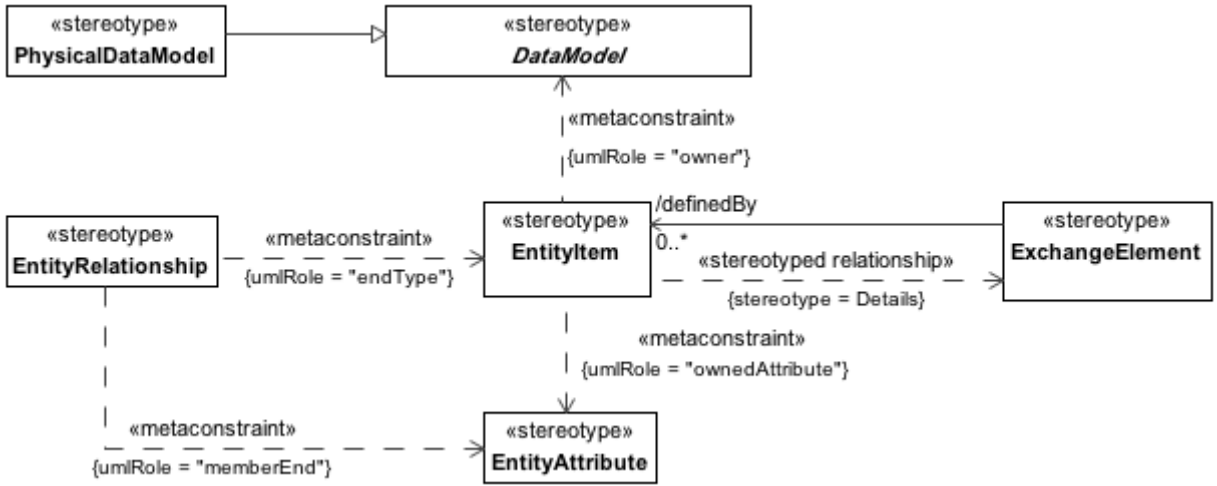 «stereotype»
PhysicalDataModel
«stereotype»
DataModel
«metaconstraint»
{umlRole = "owner"}
«stereotype»
EntityRelationship
«metaconstraint»
{umlRole = "endType"}
«stereotype»
EntityItem
/definedBy
0..*
«stereotyped relationship»
{stereotype = Details}
«stereotype»
ExchangeElement
«metaconstraint»
{umlRole = "ownedAttribute"}
«metaconstraint»
{umlRole = "memberEnd"}
«stereotype»
EntityAttribute